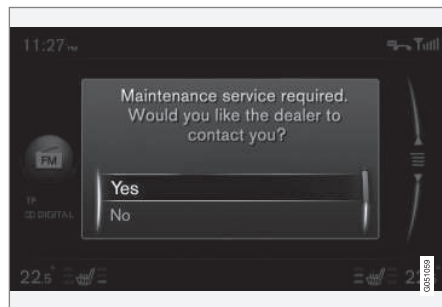 11:27
Maintenance service required.
Would you like the dealer to
contact you?
FM
Yes
TP
DIGITAL
No
22.5
22
G051059